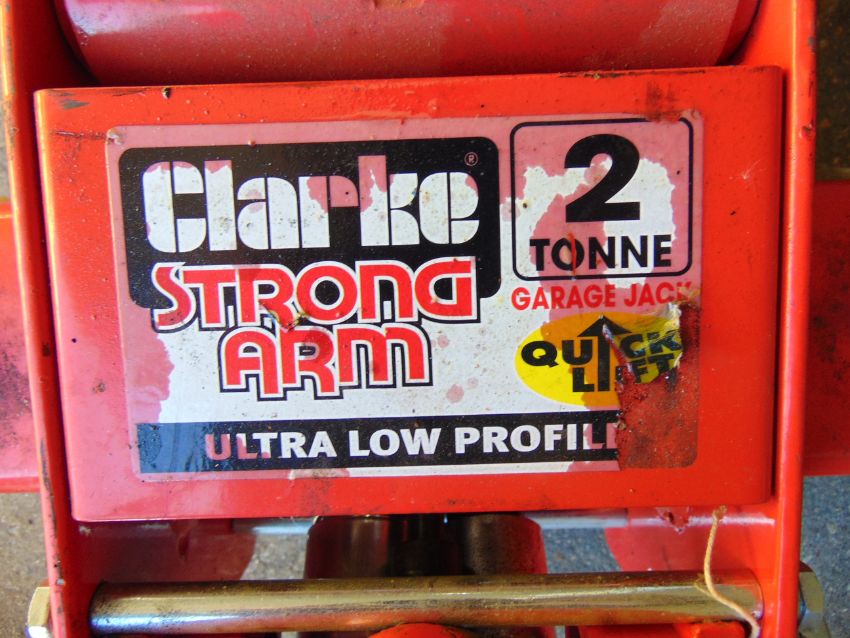 Clarke®
STRONG
ARM
2
TONNE
GARAGE JACK
QUICK
LIFT
ULTRA LOW PROFILE